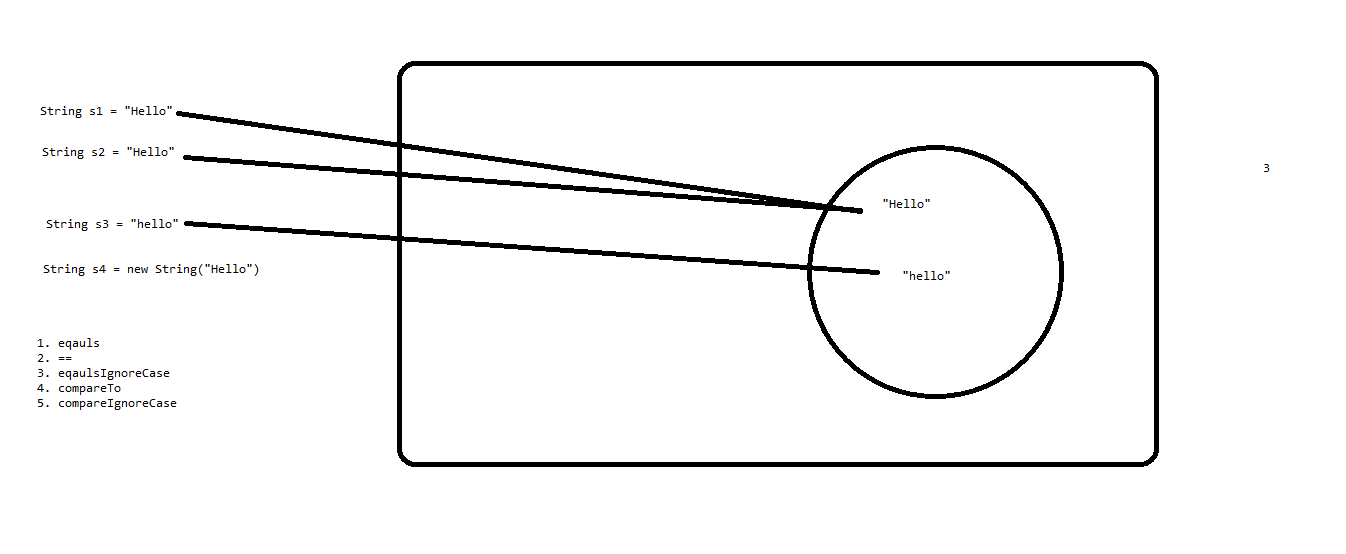 String s1 = "Hello"
String s2 = "Hello"
"Hello"
3
String s3 = "hello"
"hello"
String s4 = new String("Hello")
1. eqauls
2. ==
3. eqaulsIgnoreCase
4. compareTo
5. compareIgnoreCase